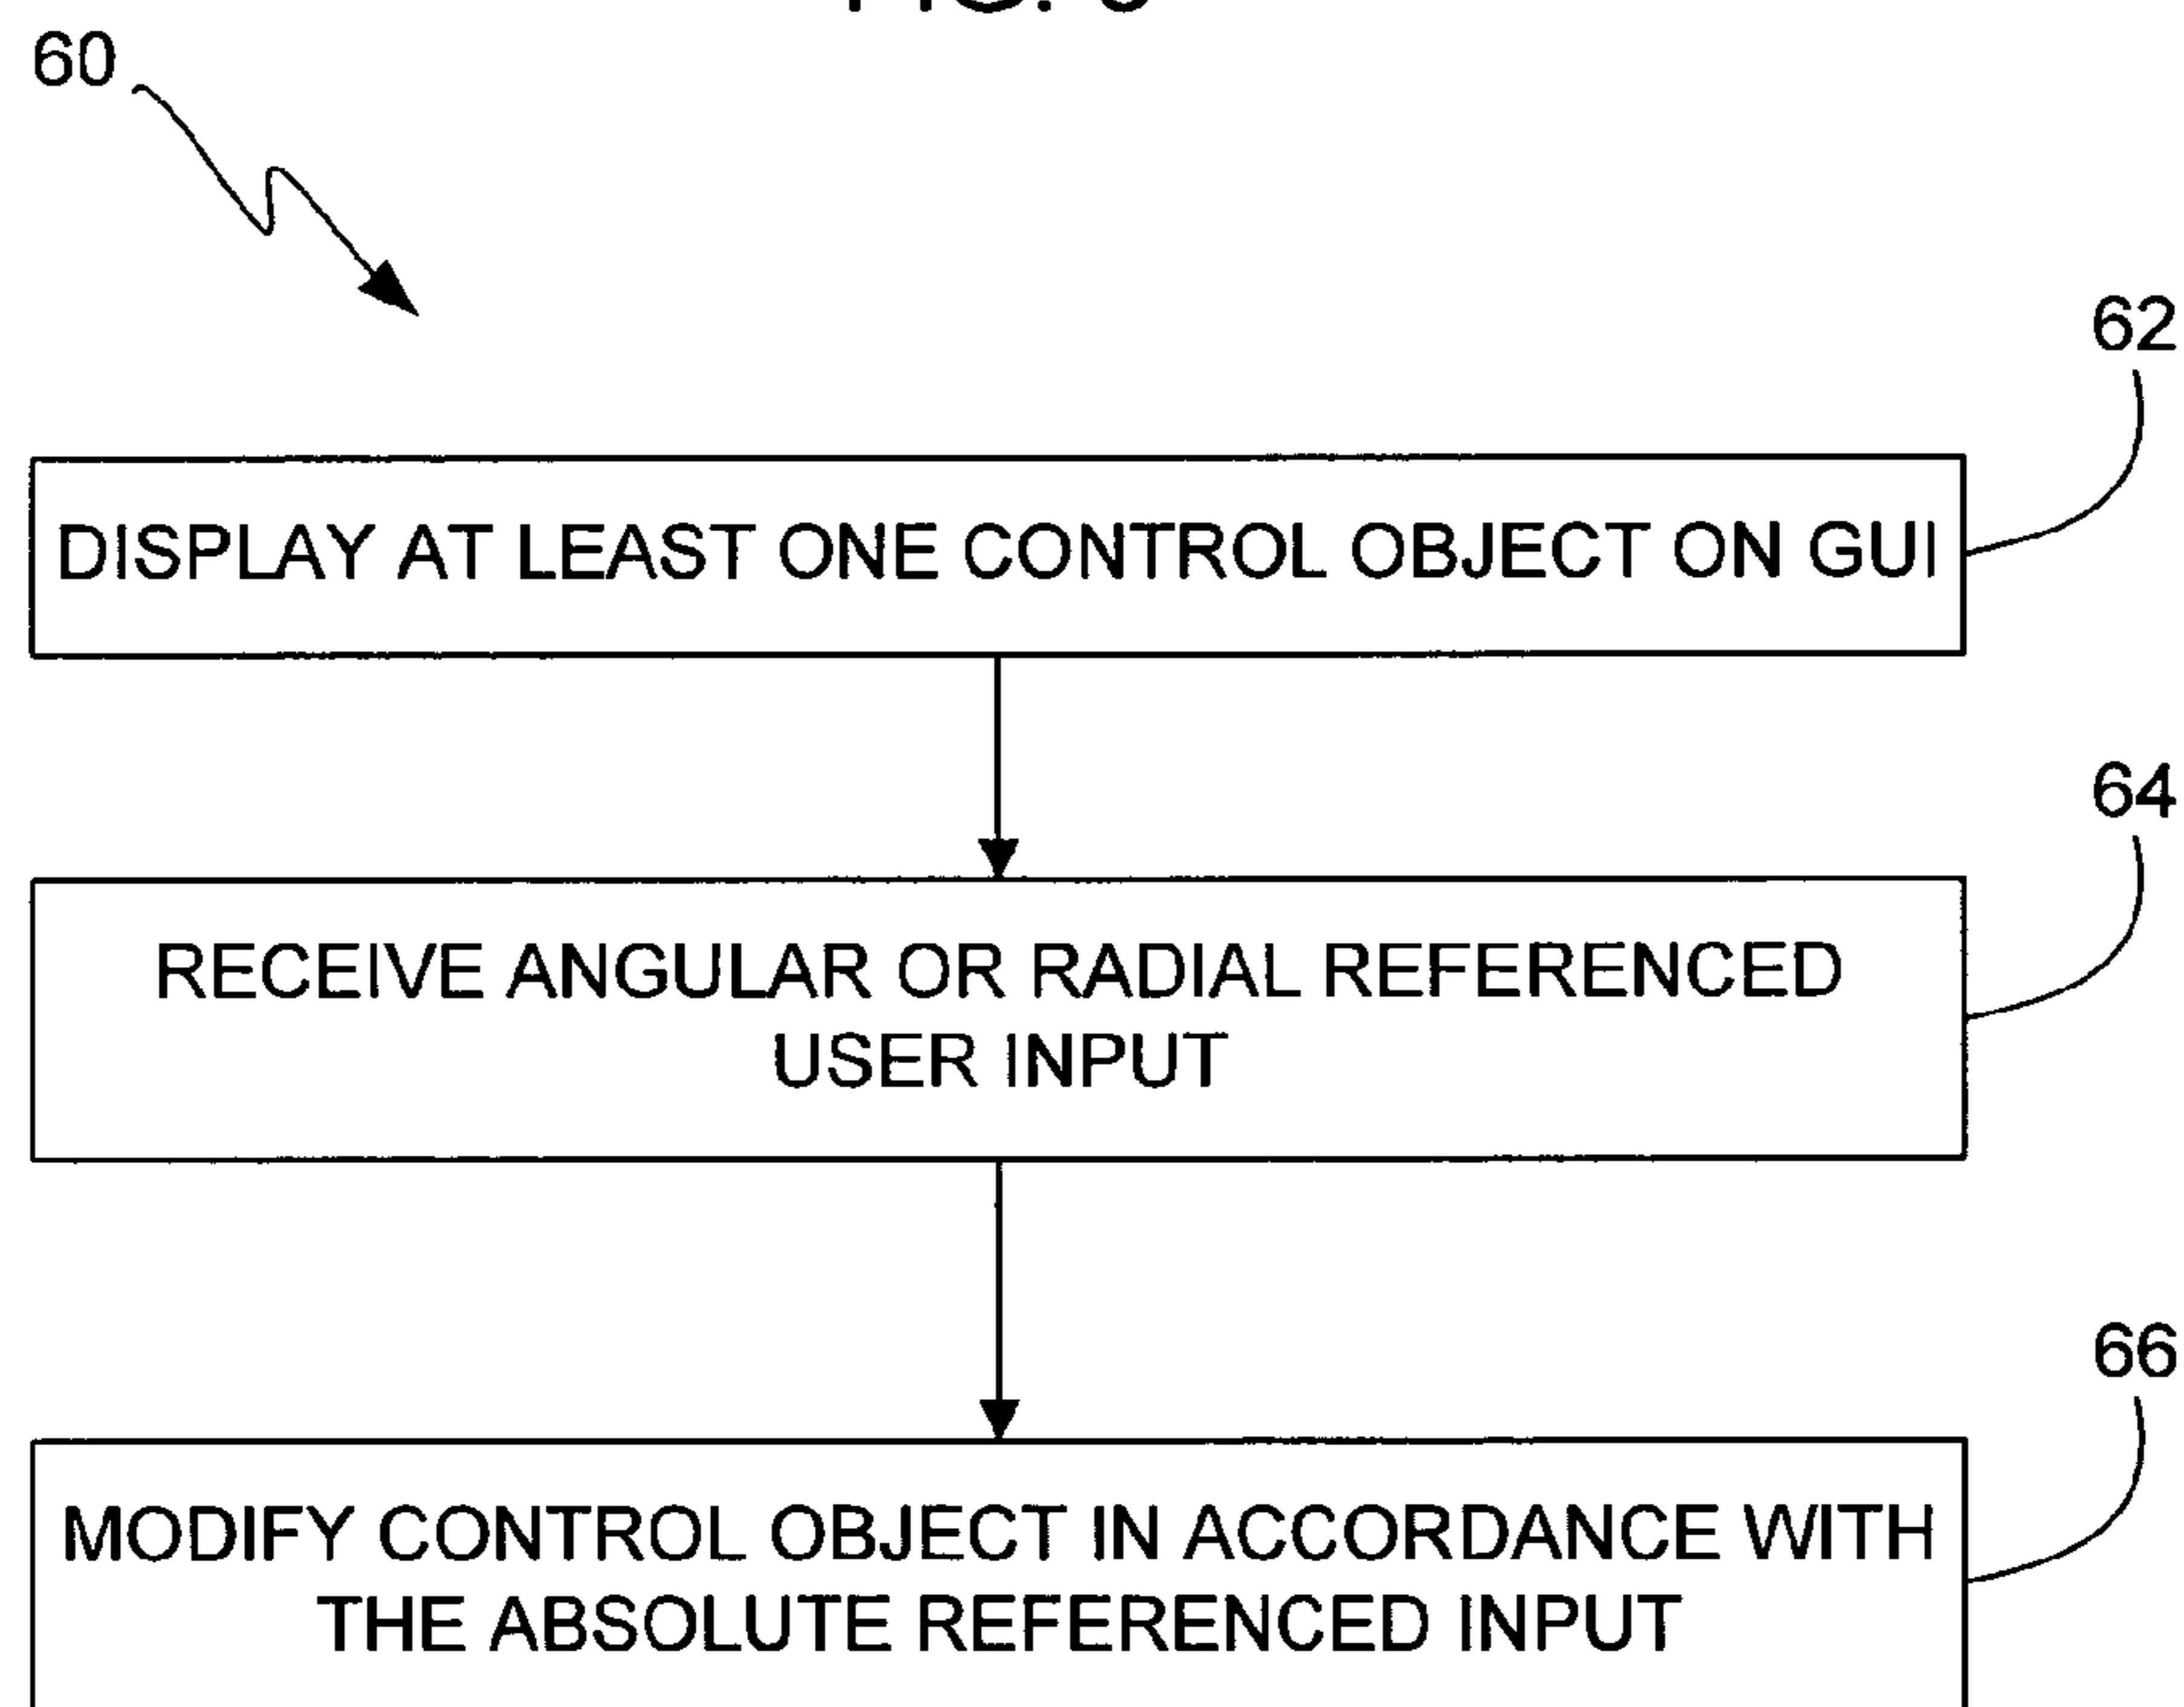 60
62
DISPLAY AT LEAST ONE CONTROL OBJECT ON GUI
64
RECEIVE ANGULAR OR RADIAL REFERENCED
USER INPUT
66
MODIFY CONTROL OBJECT IN ACCORDANCE WITH
THE ABSOLUTE REFERENCED INPUT